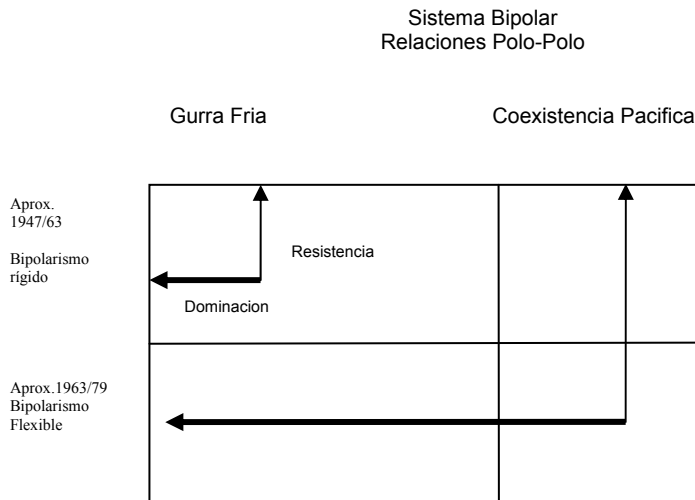 Sistema Bipolar
Relaciones Polo-Polo
Gurra Fria
Coexistencia Pacifica
Aprox.
1947/63
Bipolarismo
rígido
Resistencia
Dominacion
Aprox.1963/79
Bipolarismo
Flexible